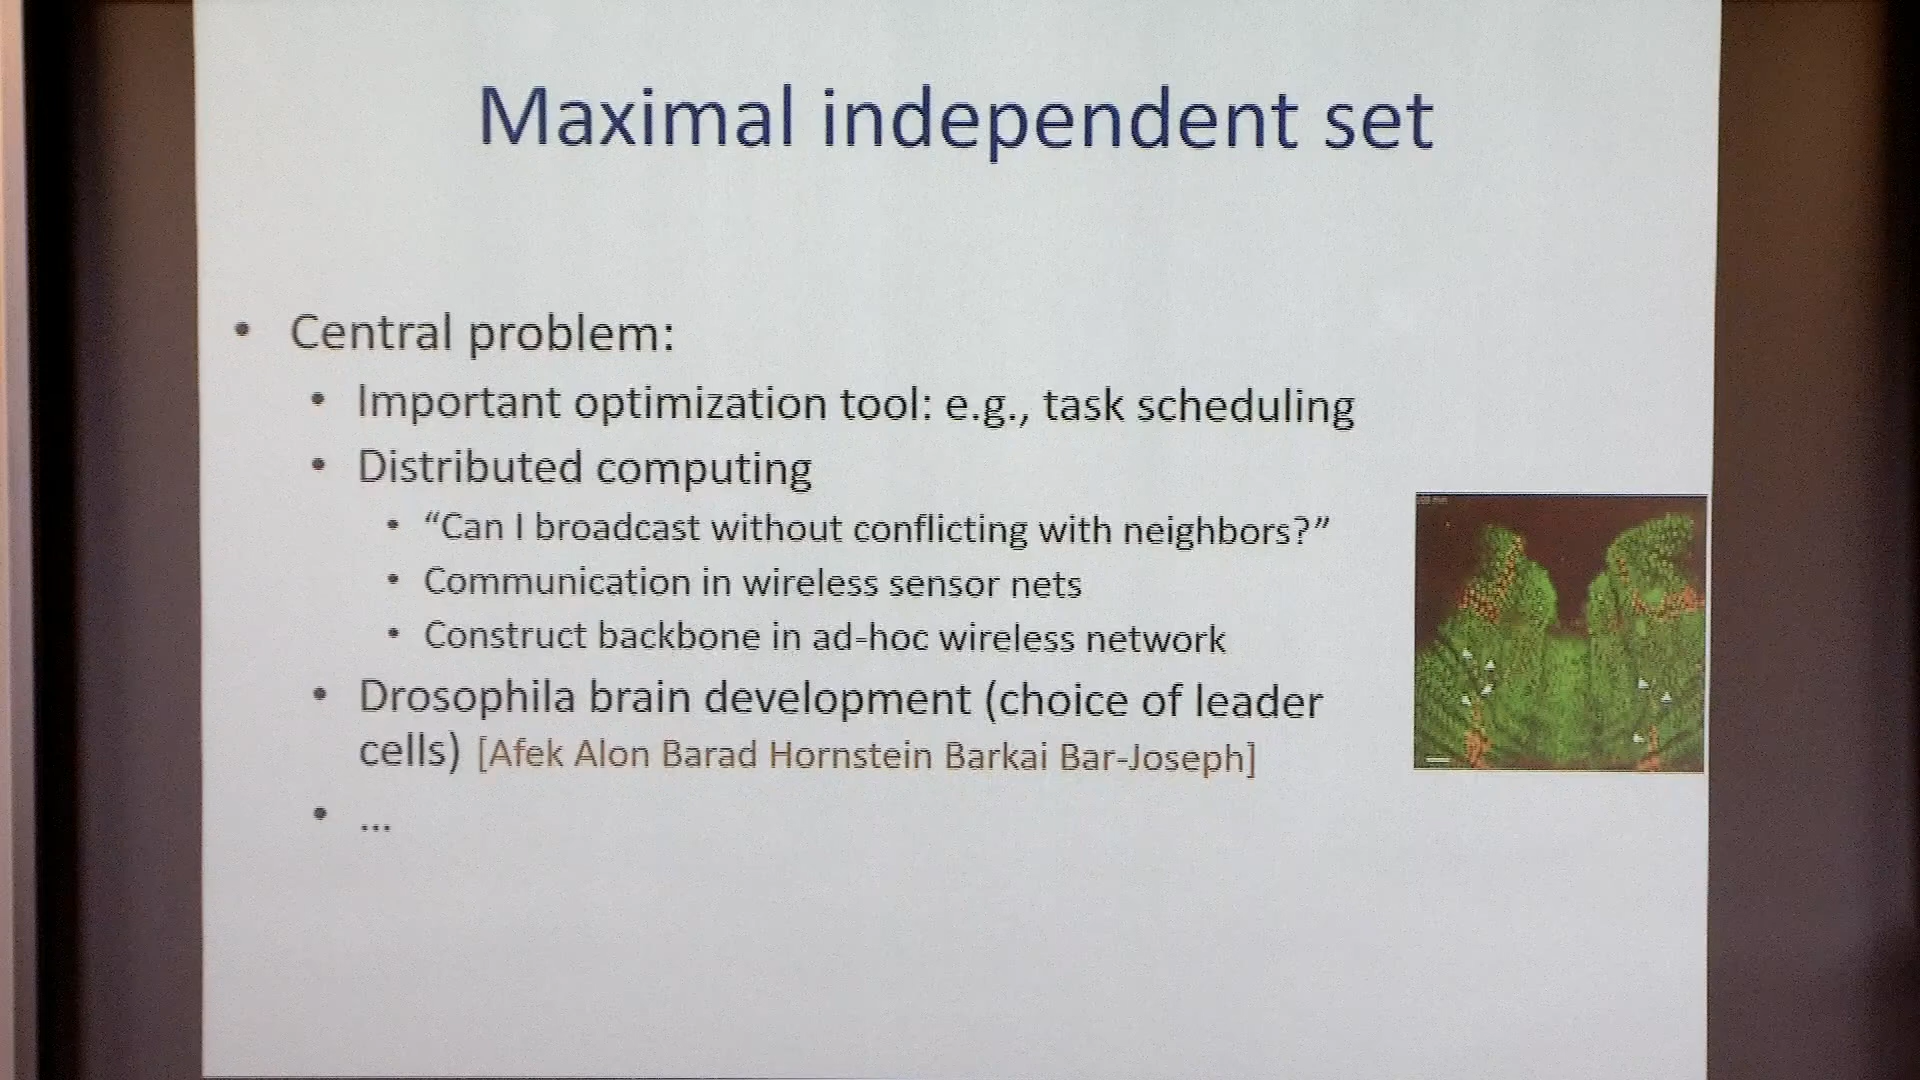 Maximal independent set
• Central problem:
• Important optimization tool: e.g., task scheduling
• Distributed computing
• “Can I broadcast without conflicting with neighbors?”
• Communication in wireless sensor nets
• Construct backbone in ad-hoc wireless network
• Drosophila brain development (choice of leader
cells) [Afek Alon Barad Hornstein Barkai Bar-Joseph]
• ...